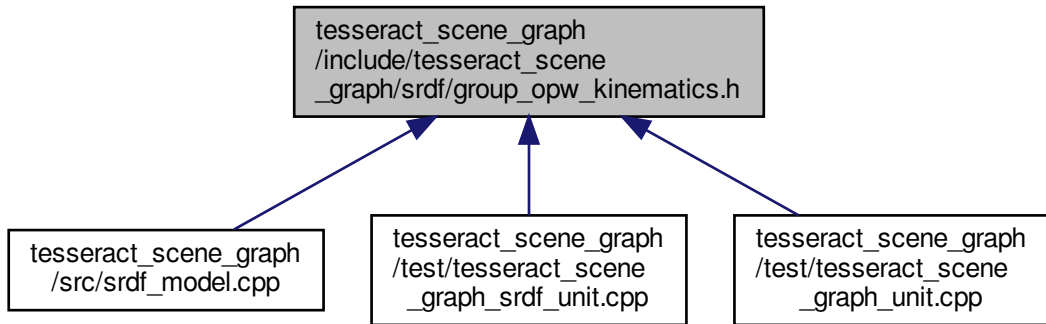 tesseract_scene_graph
/include/tesseract_scene
_graph/srdf/group_opw_kinematics.h
tesseract_scene_graph
/src/srdf_model.cpp
tesseract_scene_graph
/test/tesseract_scene
_graph_srdf_unit.cpp
tesseract_scene_graph
/test/tesseract_scene
_graph_unit.cpp